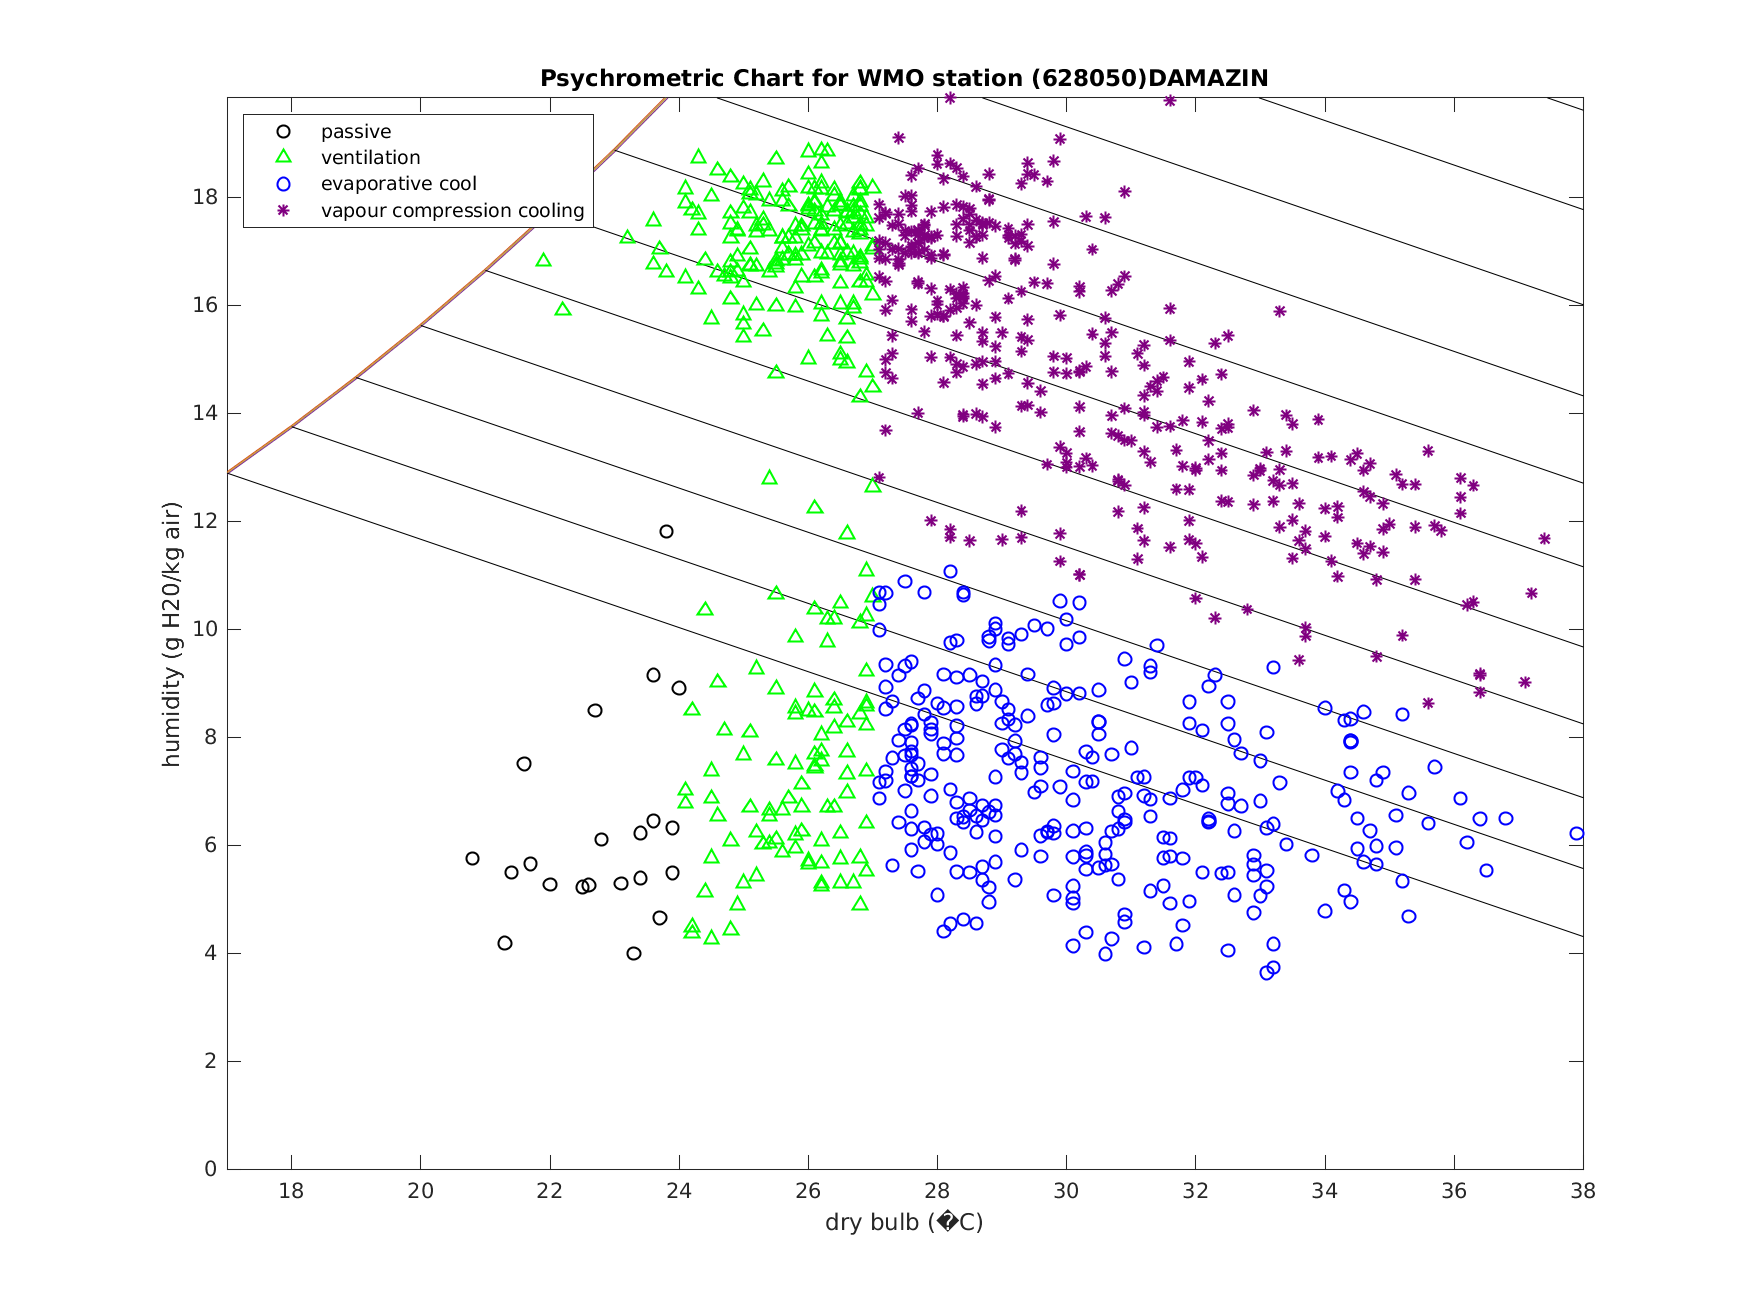 Psychrometric Chart for WMO station (628050)DAMAZIN
passive
ventilation
evaporative cool
vapour compression cooling
18
16
14
12
10
8
6
4
2
0
humidity (g H20/kg air)
18 20 22 24 26 28 30 32 34 36 38
dry bulb (�C)